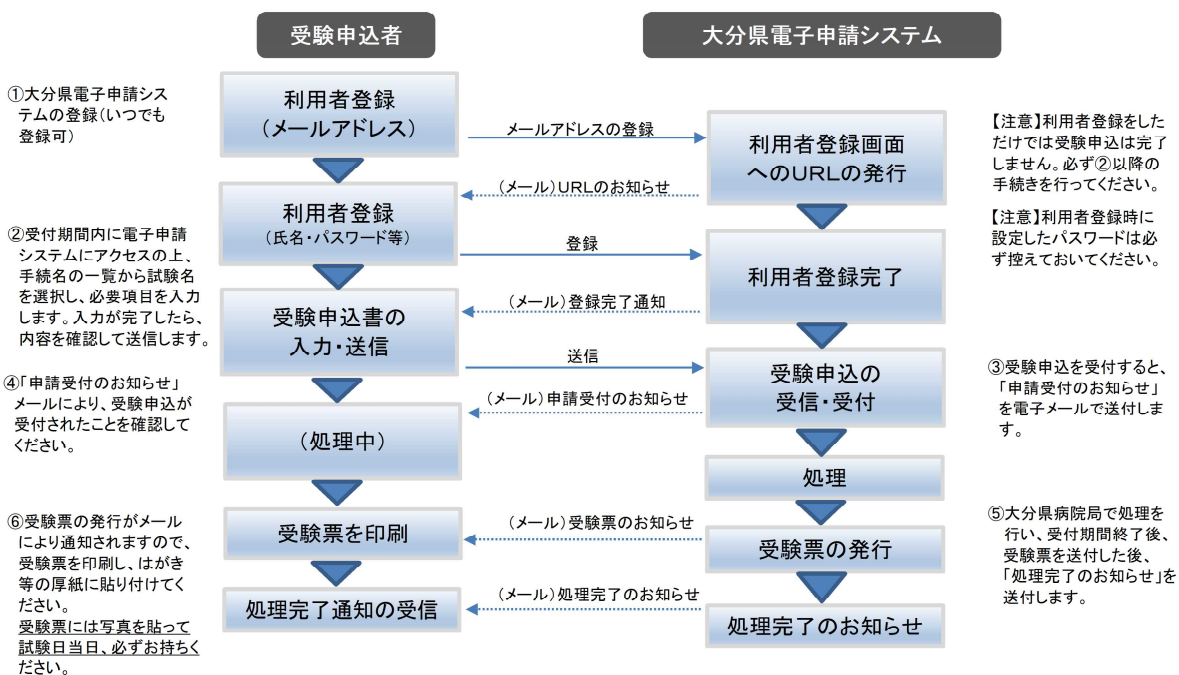 受験申込者
大分県電子申請システム
①大分県電子申請シス
テムの登録(いつでも
登録可)
利用者登録
(メールアドレス)
メールアドレスの登録
利用者登録画面
へのURLの発行
(メール)URLのお知らせ
【注意】利用者登録をした
だけでは受験申込は完了
しません。必ず②以降の
手続きを行ってください。
【注意】利用者登録時に
設定したパスワードは必
ず控えておいてください。
利用者登録
(氏名・パスワード等)
登録
利用者登録完了
(メール)登録完了通知
②受付期間内に電子申請
システムにアクセスの上、
手続名の一覧から試験名
を選択し、必要項目を入力
します。入力が完了したら、
内容を確認して送信します。
受験申込書の
入力・送信
送信
受験申込の
受信・受付
③受験申込を受付すると、
「申請受付のお知らせ」
を電子メールで送付しま
す。
(メール)申請受付のお知らせ
④「申請受付のお知らせ」
メールにより、受験申込が
受付されたことを確認して
ください。
(処理中)
処理
⑤大分県病院局で処理を
行い、受付期間終了後、
受験票を送付した後、
「処理完了のお知らせ」を
送付します。
受験票の発行
(メール)受験票のお知らせ
受験票を印刷
⑥受験票の発行がメール
により通知されますので、
受験票を印刷し、はがき
等の厚紙に貼り付けてく
ださい。
受験票には写真を貼って
試験日当日、必ずお持ちく
ださい。
処理完了通知の受信
(メール)処理完了のお知らせ
処理完了のお知らせ